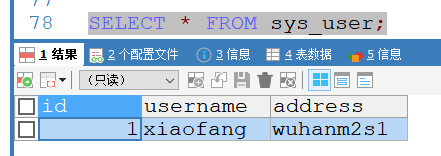 77
78 SELECT * FROM sys_user;
1 结果 2 个配置文件 3 信息 4 表数据 5 信息
（只读）
id username address
1 xiaofang wuhanm2s1